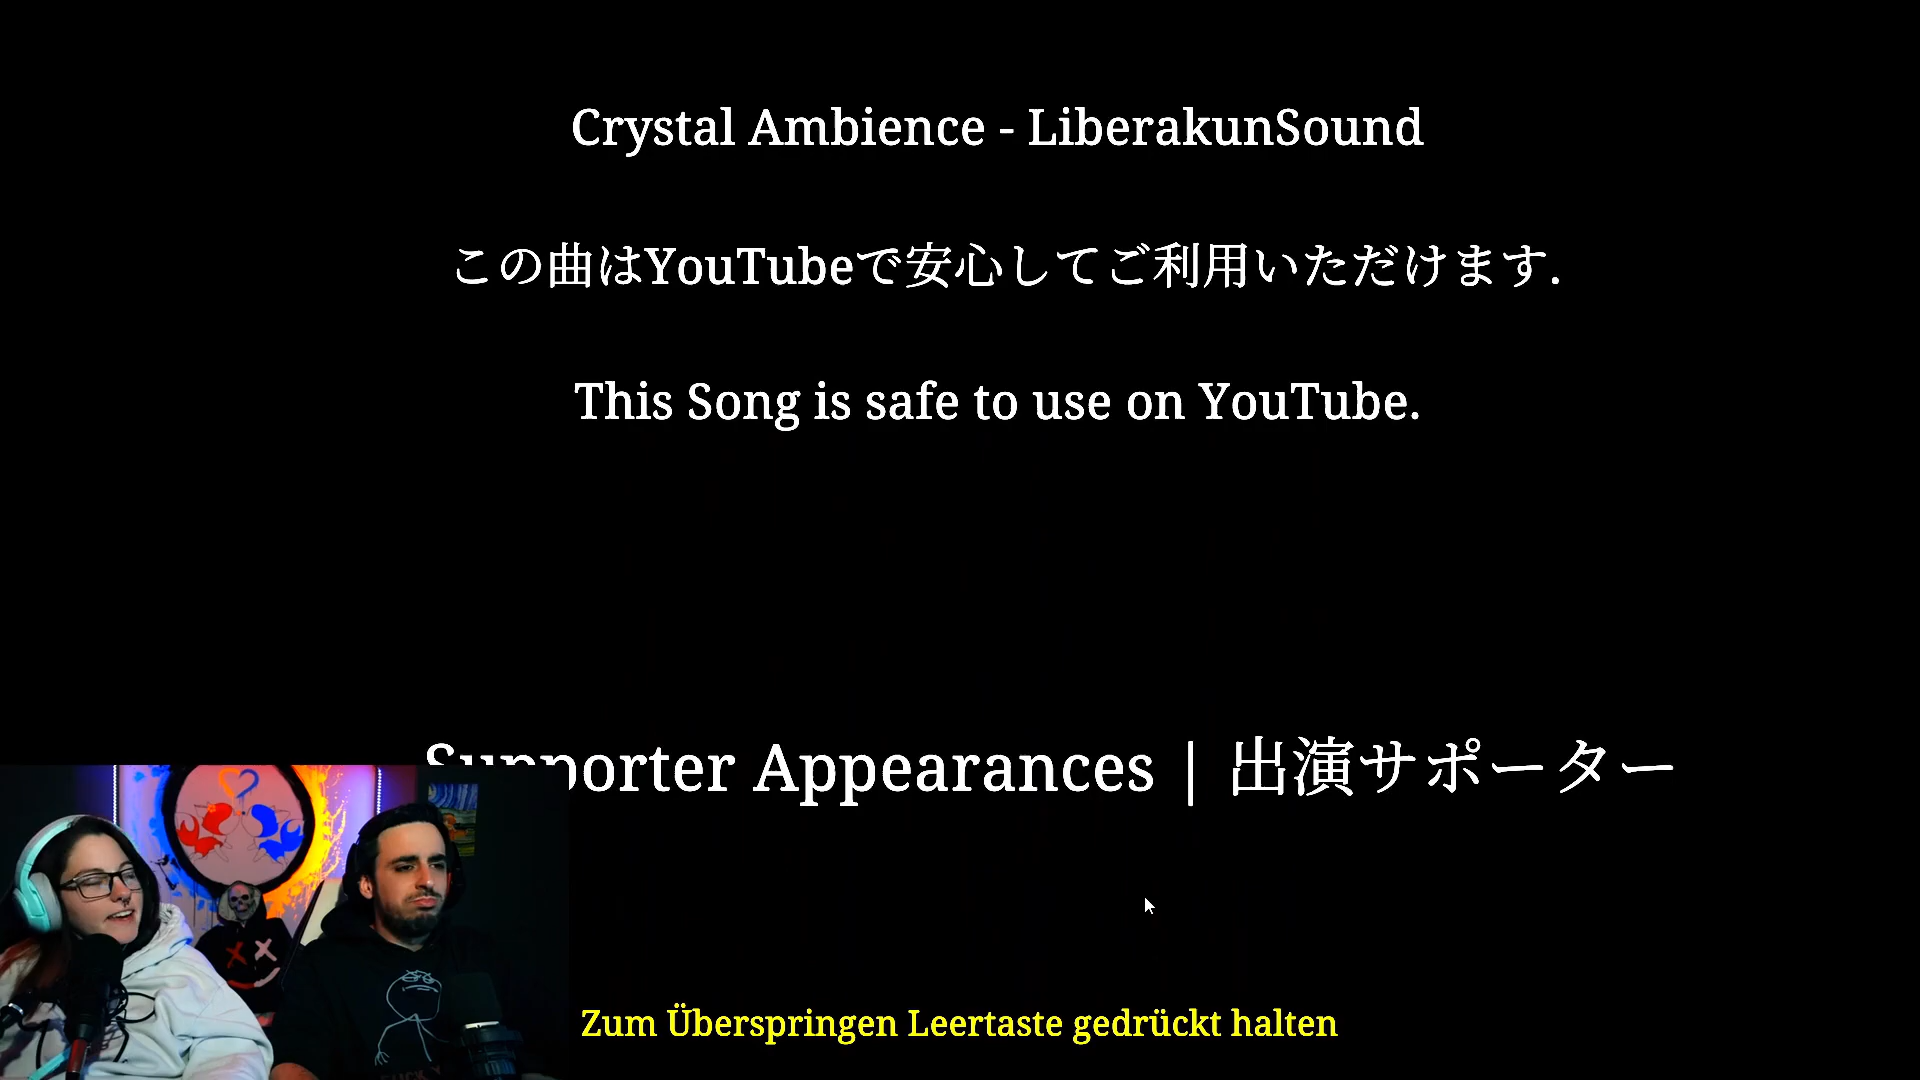 Crystal Ambience - LiberakunSound
この曲はYouTubeで安心してご利用いただけます.
This Song is safe to use on YouTube.
Supporter Appearances | 出演サポーター
Zum Überspringen Leertaste gedrückt halten